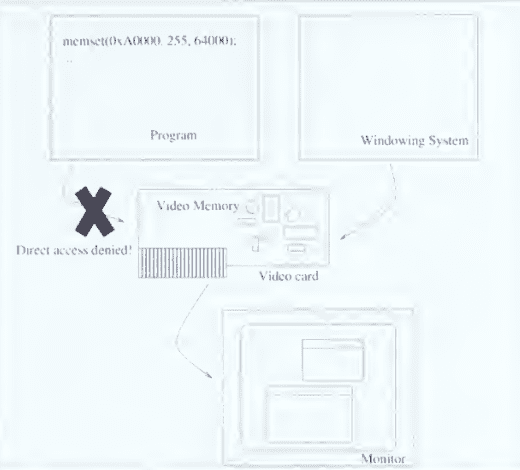 memset(0xA0000, 255, 64000);
...
Program
Windowing System
Video Memory
Direct access denied!
Video card
Monitor